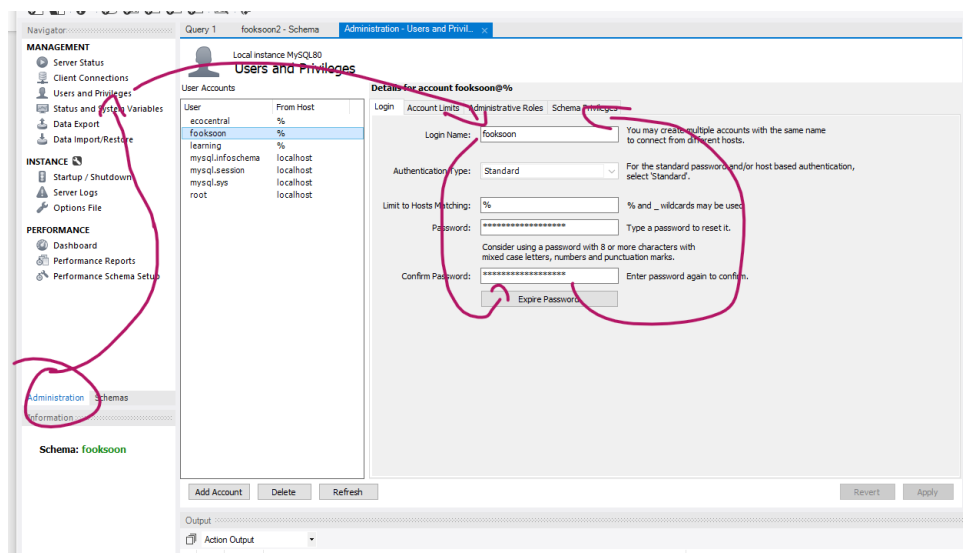 Navigator
Query 1
fooksoon2 - Schema
Administration - Users and Privil...
MANAGEMENT
Server Status
Client Connections
Users and Privileges
Status and System Variables
Data Export
Data Import/Restore
INSTANCE
Startup / Shutdown
Server Logs
Options File
PERFORMANCE
Dashboard
Performance Reports
Performance Schema Setup
Administration Schemas
Information
Schema: fooksoon
Local instance MySQL80
Users and Privileges
User Accounts
User From Host
ecocentral %
fooksoon %
learning %
mysql.infoschema localhost
mysql.session localhost
mysql.sys localhost
root localhost
Add Account Delete Refresh
Details for account fooksoon@%
Login Account Limits Administrative Roles Schema Privileges
Login Name: fooksoon
You may create multiple accounts with the same name
to connect from different hosts.
Authentication Type: Standard
For the standard password and/or host based authentication,
select 'Standard'.
Limit to Hosts Matching: %
% and _ wildcards may be used
Password: ******************
Type a password to reset it.
Consider using a password with 8 or more characters with
mixed case letters, numbers and punctuation marks.
Confirm Password: ******************
Enter password again to confirm.
Expire Password
Revert Apply
Output
Action Output